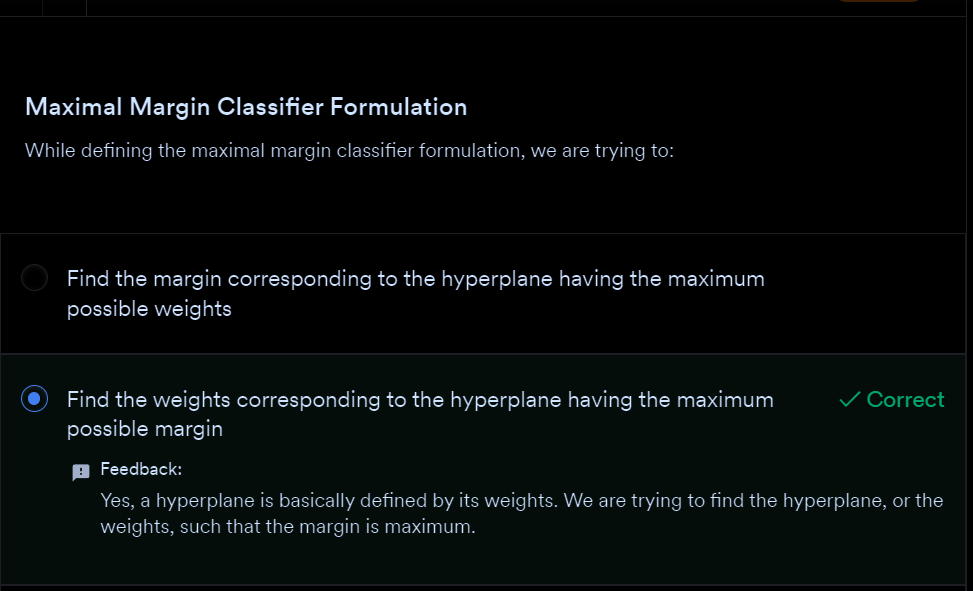 Maximal Margin Classifier Formulation
While defining the maximal margin classifier formulation, we are trying to:
Find the margin corresponding to the hyperplane having the maximum
possible weights
Find the weights corresponding to the hyperplane having the maximum
possible margin
Correct
Feedback:
Yes, a hyperplane is basically defined by its weights. We are trying to find the hyperplane, or the
weights, such that the margin is maximum.